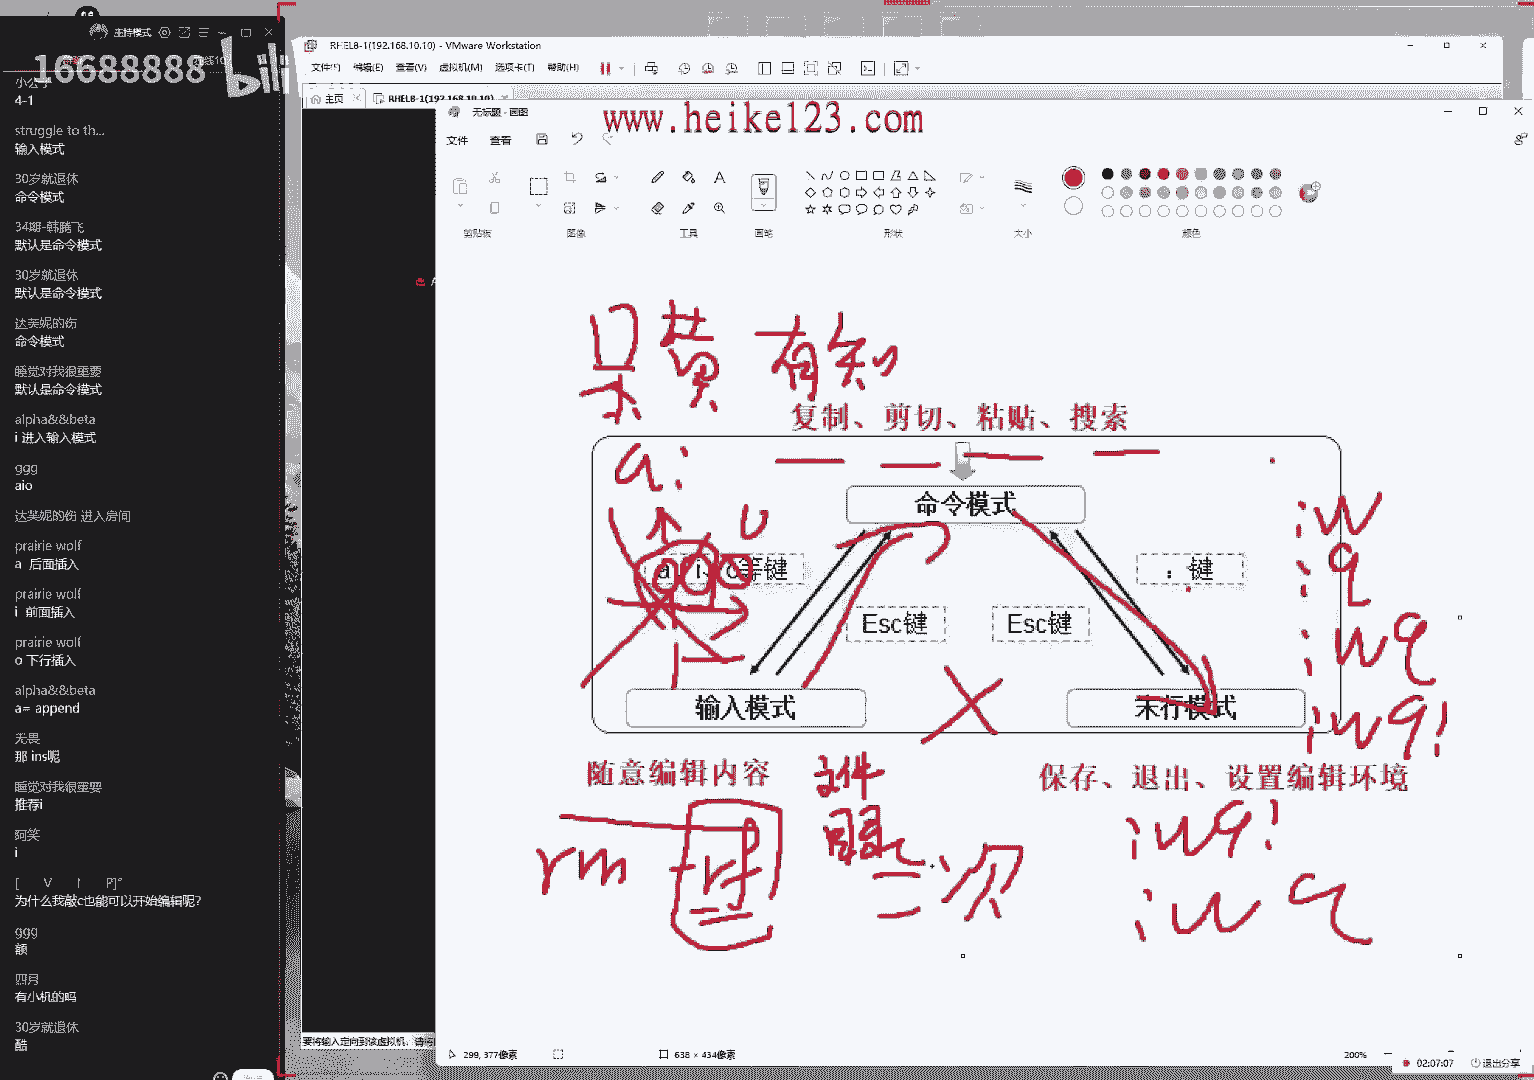 主持模式
16688888
bili
小公子
4-1
struggle to th...
输入模式
30岁就退休
命令模式
34期-韩腾飞
默认是命令模式
30岁就退休
默认是命令模式
达芙妮的伤
命令模式
睡觉对我很重要
默认是命令模式
alpha&&beta
i 进入输入模式
ggg
aio
达芙妮的伤 进入房间
prairie wolf
a 后面插入
prairie wolf
i 前面插入
prairie wolf
o 下行插入
alpha&&beta
a= append
无畏
那 ins呢
睡觉对我很重要
推荐i
阿笑
i
[ V I P]°
为什么我敲c也能可以开始编辑呢?
ggg
额
四月
有小机的吗
30岁就退休
酷
RHEL8-1(192.168.10.10) - VMware Workstation
文件(F) 编辑(E) 查看(V) 虚拟机(M) 选项卡(T) 帮助(H)
主页 RHEL8-1(192.168.10.10)
无标题 - 画图
www.heike123.com
文件 查看
剪贴板 图像 工具 画笔 形状 大小 颜色
呆 黄 有知
复制、剪切、粘贴、搜索
a:
命令模式
a、i、o等键
:键
Esc键 Esc键
输入模式 末行模式
:w
:q
:wq
:wq!
随意编辑内容
保存、退出、设置编辑环境
文件
rm -rf
二次
:wq!
:wq
要将输入定向到该虚拟机，请将
299, 377像素 638 × 434像素 200%
02:07:07 退出分享